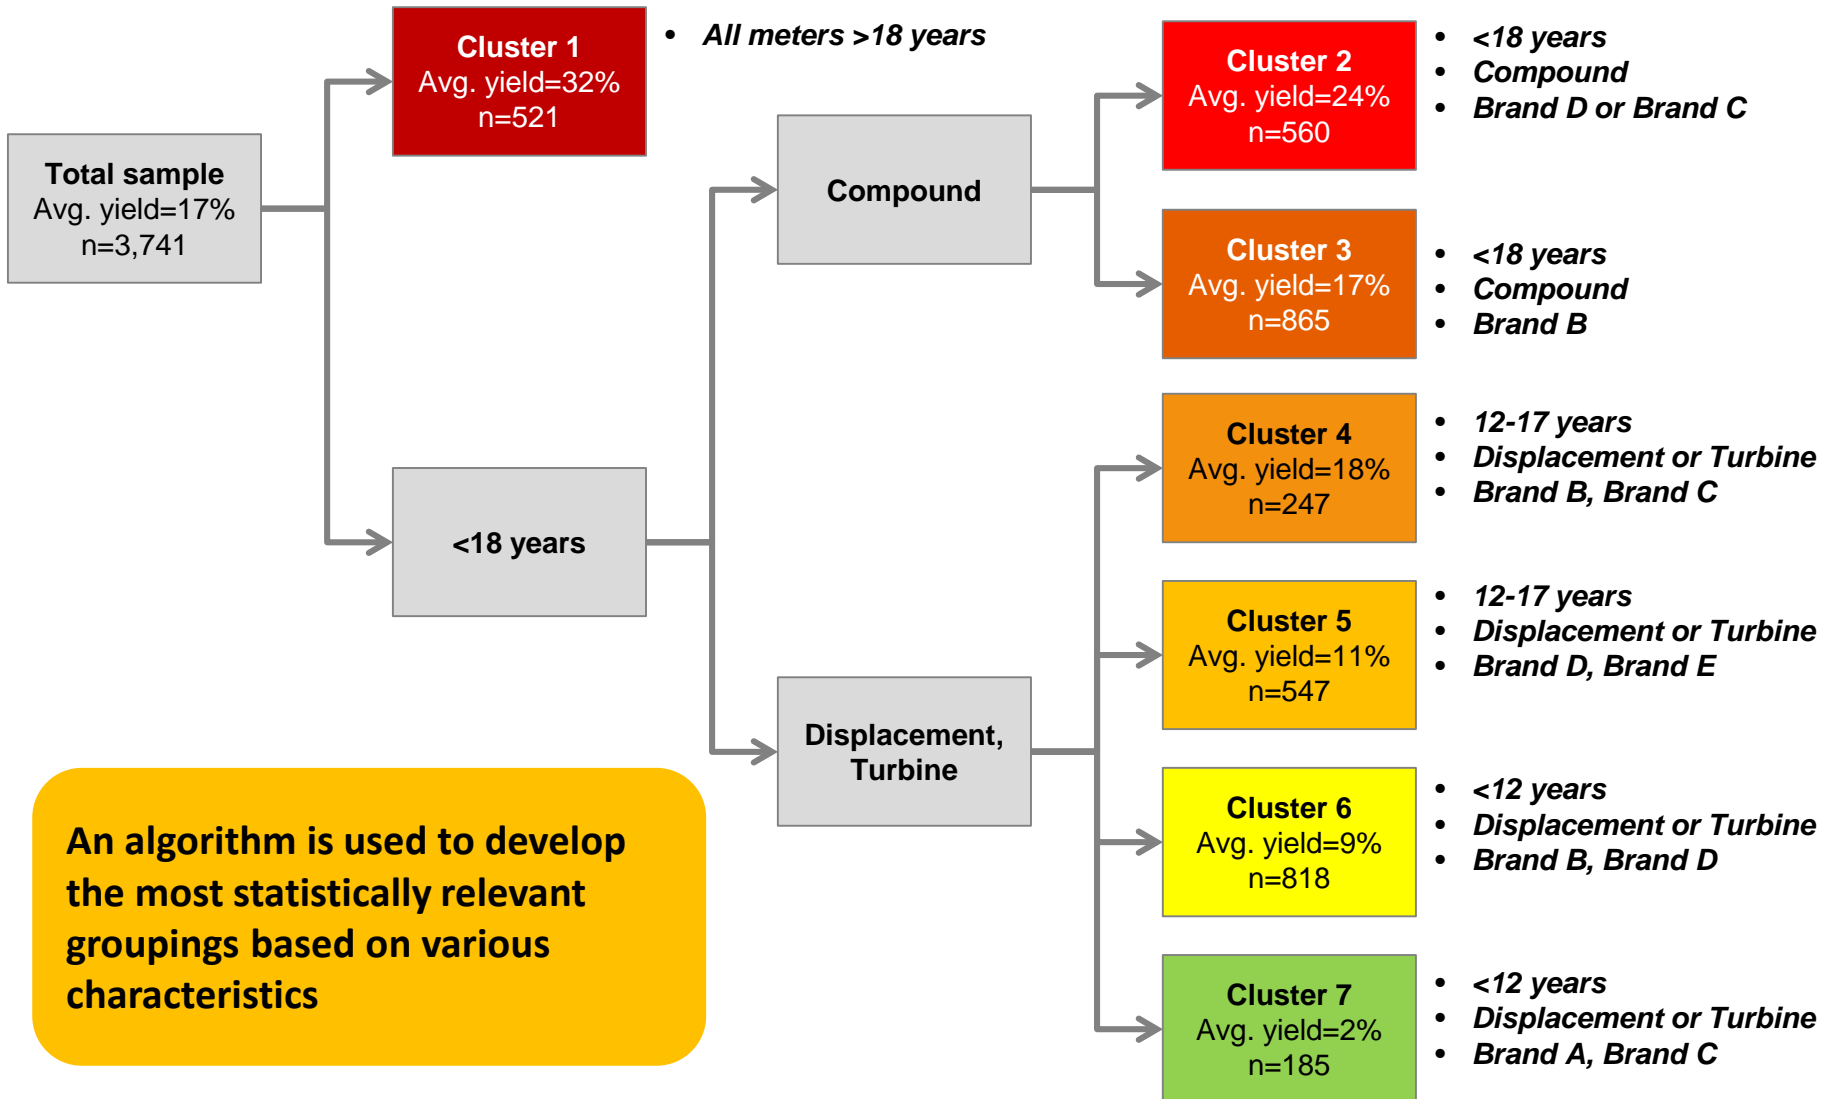 Total sample
Avg. yield=17%
n=3,741
Cluster 1
Avg. yield=32%
n=521
• All meters >18 years
<18 years
Compound
Displacement,
Turbine
Cluster 2
Avg. yield=24%
n=560
• <18 years
• Compound
• Brand D or Brand C
Cluster 3
Avg. yield=17%
n=865
• <18 years
• Compound
• Brand B
Cluster 4
Avg. yield=18%
n=247
• 12-17 years
• Displacement or Turbine
• Brand B, Brand C
Cluster 5
Avg. yield=11%
n=547
• 12-17 years
• Displacement or Turbine
• Brand D, Brand E
Cluster 6
Avg. yield=9%
n=818
• <12 years
• Displacement or Turbine
• Brand B, Brand D
Cluster 7
Avg. yield=2%
n=185
• <12 years
• Displacement or Turbine
• Brand A, Brand C
An algorithm is used to develop
the most statistically relevant
groupings based on various
characteristics